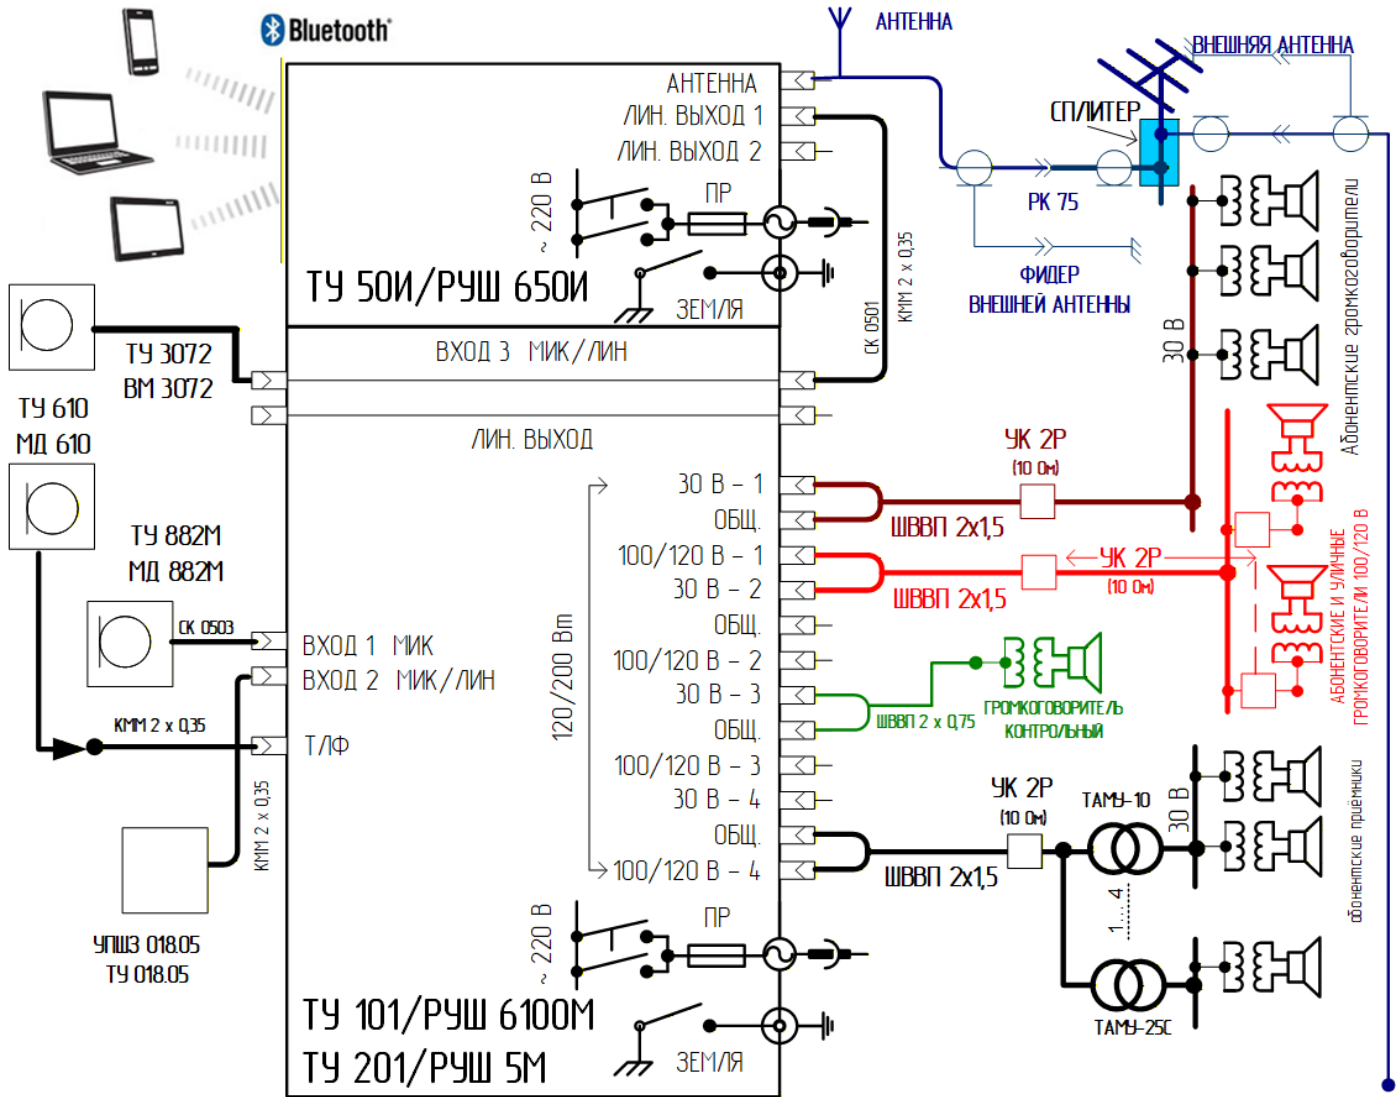 Bluetooth
АНТЕННА
ВНЕШНЯЯ АНТЕННА
АНТЕННА
ЛИН. ВЫХОД 1
ЛИН. ВЫХОД 2
СПЛИТЕР
~ 220 В
ПР
РК 75
ТУ 50И/РУШ 650И
ЗЕМЛЯ
СК 0501
КММ 2 х 0,35
ФИДЕР
ВНЕШНЕЙ АНТЕННЫ
30 В
Абонентские громкоговорители
ТУ 3072
ВМ 3072
ВХОД 3 МИК/ЛИН
ТУ 610
МД 610
ЛИН. ВЫХОД
ТУ 882М
МД 882М
СК 0503
ВХОД 1 МИК
ВХОД 2 МИК/ЛИН
КММ 2 х 0,35
Т/ЛФ
КММ 2 х 0,35
УПШЗ 018.05
ТУ 018.05
120/200 Вт
30 В - 1
ОБЩ.
100/120 В - 1
30 В - 2
ОБЩ.
100/120 В - 2
30 В - 3
ОБЩ.
100/120 В - 3
30 В - 4
ОБЩ.
100/120 В - 4
УК 2Р
(10 Ом)
ШВВП 2х1,5
УК 2Р
(10 Ом)
ШВВП 2х1,5
АБОНЕНТСКИЕ И УЛИЧНЫЕ
ГРОМКОГОВОРИТЕЛИ 100/120 В
ШВВП 2 х 0,75
ГРОМКОГОВОРИТЕЛЬ
КОНТРОЛЬНЫЙ
УК 2Р
(10 Ом)
ШВВП 2х1,5
ТАМУ-10
30 В
1... 4
ТАМУ-25С
абонентские приёмники
~ 220 В
ПР
ТУ 101/РУШ 6100М
ТУ 201/РУШ 5М
ЗЕМЛЯ